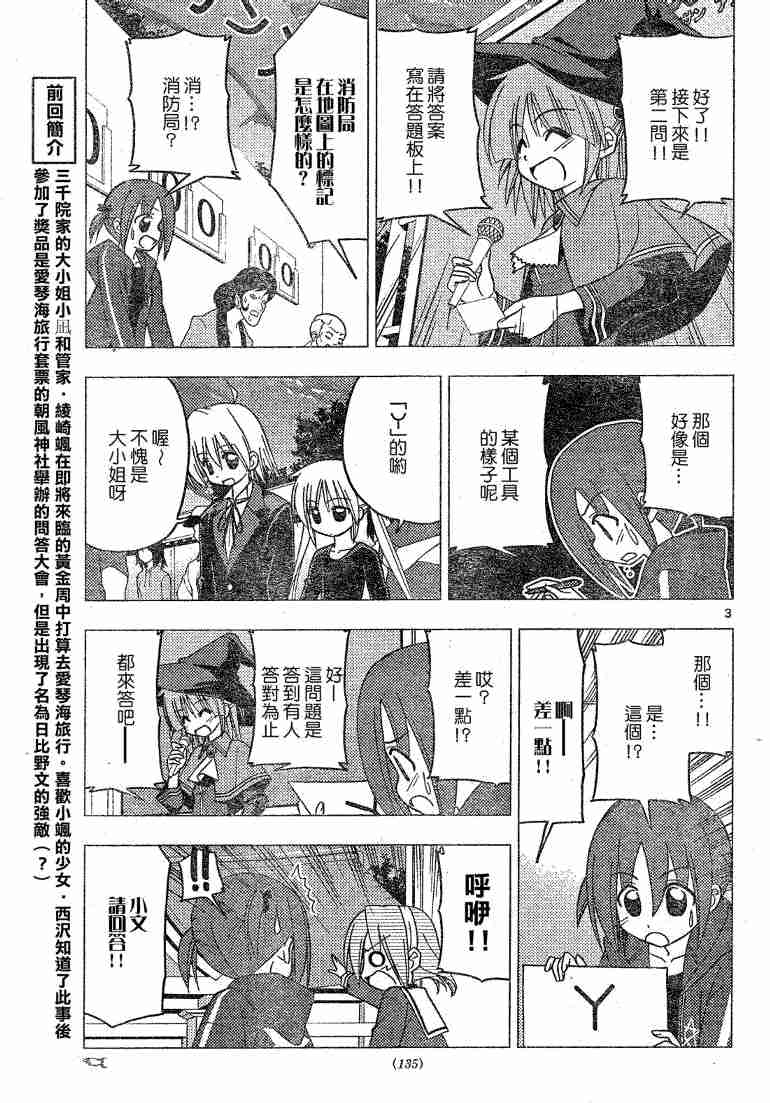 好了!!
接下來是
第二問!!
請將答案
寫在答題板上!!
消防局
在地圖上的標記
是怎麼樣的?
消…!?
消防局?
0
0
0
那個
好像是…
某個工具
的樣子呢
「Y」的喲
喔~
不愧是
大小姐呀
3
那個…!!
是…
這個!?
啊——
差一點!!
Y
哎?
差一點?
好—
這問題是
答到有人
答對為止
都來答吧——
呼咿!!
!!
小文
請回答!!
前回簡介
三千院家的大小姐小凪和管家・綾崎颯在即將來臨的黃金周中打算去愛琴海旅行。喜歡小颯的少女・西沢知道了此事後
參加了獎品是愛琴海旅行套票的朝風神社舉辦的問答大會,但是出現了名為日比野文的強敵(?)
(135)